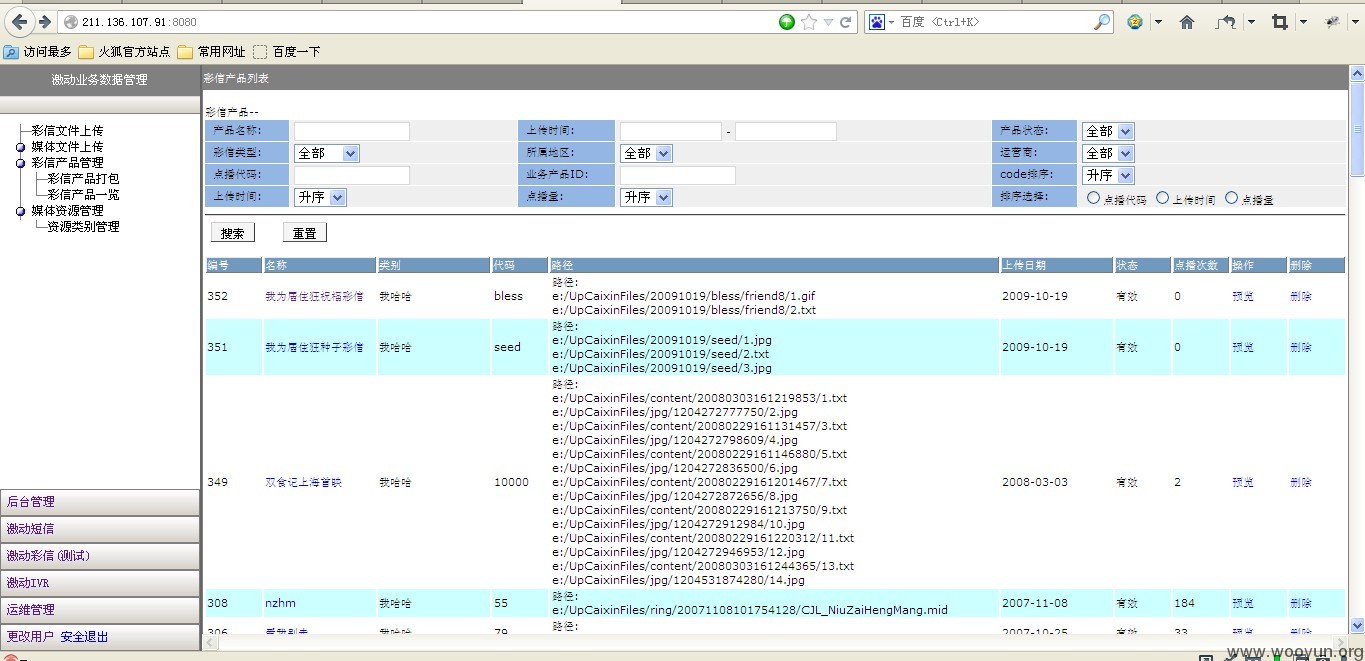 211.136.107.91:8080
百度 <Ctrl+K>
访问最多 火狐官方站点 常用网址 百度一下
激动业务数据管理
彩信文件上传
媒体文件上传
彩信产品管理
彩信产品打包
彩信产品一览
媒体资源管理
资源类别管理
后台管理
激动短信
激动彩信(测试)
激动IVR
运维管理
更改用户 安全退出
彩信产品列表
彩信产品--
产品名称: 上传时间: - 产品状态: 全部
彩信类型: 全部 所属地区: 全部 运营商: 全部
点播代码: 业务产品ID: code排序: 升序
上传时间: 升序 点播量: 升序 排序选择: 点播代码 上传时间 点播量
搜索 重置
编号 名称 类别 代码 路径 上传日期 状态 点播次数 操作 删除
352 我为居住狂祝福彩信 我哈哈 bless 路径:
e:/UpCaixinFiles/20091019/bless/friend8/1.gif
e:/UpCaixinFiles/20091019/bless/friend8/2.txt
2009-10-19 有效 0 预览 删除
351 我为居住狂种子彩信 我哈哈 seed 路径:
e:/UpCaixinFiles/20091019/seed/1.jpg
e:/UpCaixinFiles/20091019/seed/2.txt
e:/UpCaixinFiles/20091019/seed/3.jpg
2009-10-19 有效 0 预览 删除
349 双食记上海首映 我哈哈 10000 路径:
e:/UpCaixinFiles/content/20080303161219853/1.txt
e:/UpCaixinFiles/jpg/1204272777750/2.jpg
e:/UpCaixinFiles/content/20080229161131457/3.txt
e:/UpCaixinFiles/jpg/1204272798609/4.jpg
e:/UpCaixinFiles/content/20080229161146880/5.txt
e:/UpCaixinFiles/jpg/1204272836500/6.jpg
e:/UpCaixinFiles/content/20080229161201467/7.txt
e:/UpCaixinFiles/jpg/1204272872656/8.jpg
e:/UpCaixinFiles/content/20080229161213750/9.txt
e:/UpCaixinFiles/jpg/1204272912984/10.jpg
e:/UpCaixinFiles/content/20080229161220312/11.txt
e:/UpCaixinFiles/jpg/1204272946953/12.jpg
e:/UpCaixinFiles/content/20080303161244365/13.txt
e:/UpCaixinFiles/jpg/1204531874280/14.jpg
2008-03-03 有效 2 预览 删除
308 nzhm 我哈哈 55 路径:
e:/UpCaixinFiles/ring/20071108101754128/CJL_NiuZaiHengMang.mid
2007-11-08 有效 184 预览 删除
306 爱我别走 我哈哈 79 路径:
2007-10-25 有效 33 预览 删除
www.wooyun.org